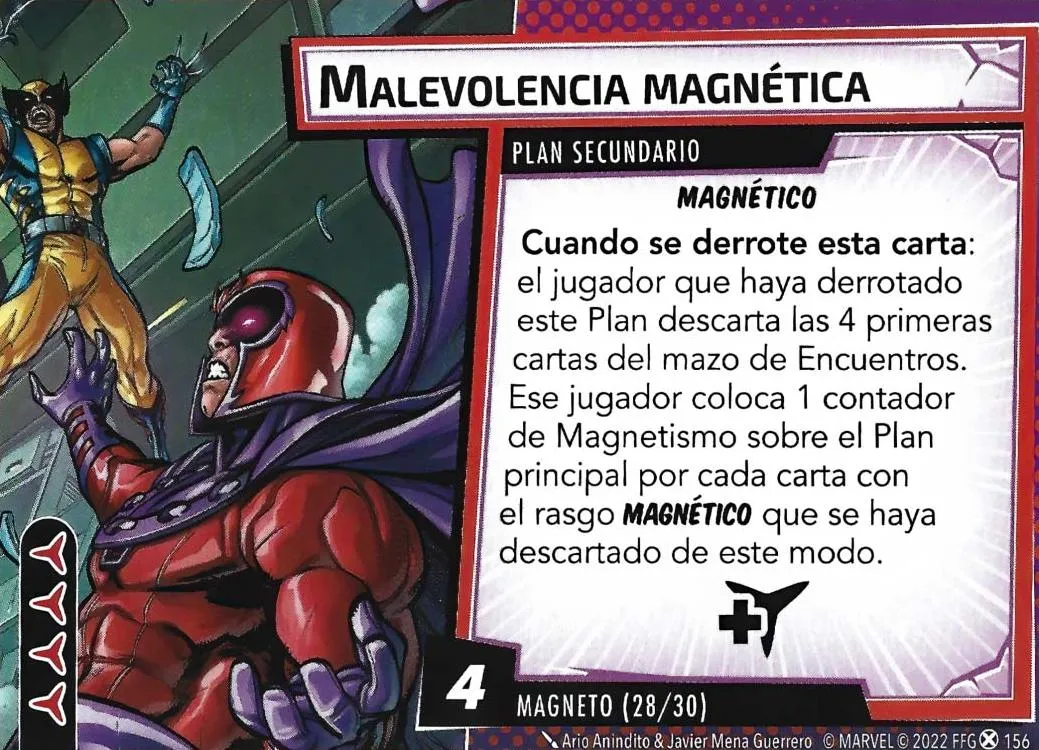 MALEVOLENCIA MAGNÉTICA
PLAN SECUNDARIO
MAGNÉTICO
Cuando se derrote esta carta:
el jugador que haya derrotado
este Plan descarta las 4 primeras
cartas del mazo de Encuentros.
Ese jugador coloca 1 contador
de Magnetismo sobre el Plan
principal por cada carta con
el rasgo MAGNÉTICO que se haya
descartado de este modo.
4
MAGNETO (28/30)
Ario Anindito & Javier Mena Guerrero © MARVEL © 2022 FFG 156